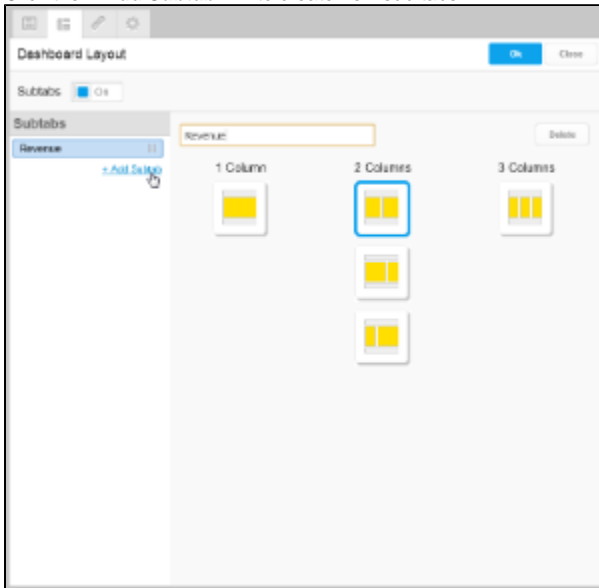 Dashboard Layout
Ok
Close
Subtabs
On
Subtabs
Revenue
+ Add Subtab
Revenue
Delete
1 Column
2 Columns
3 Columns